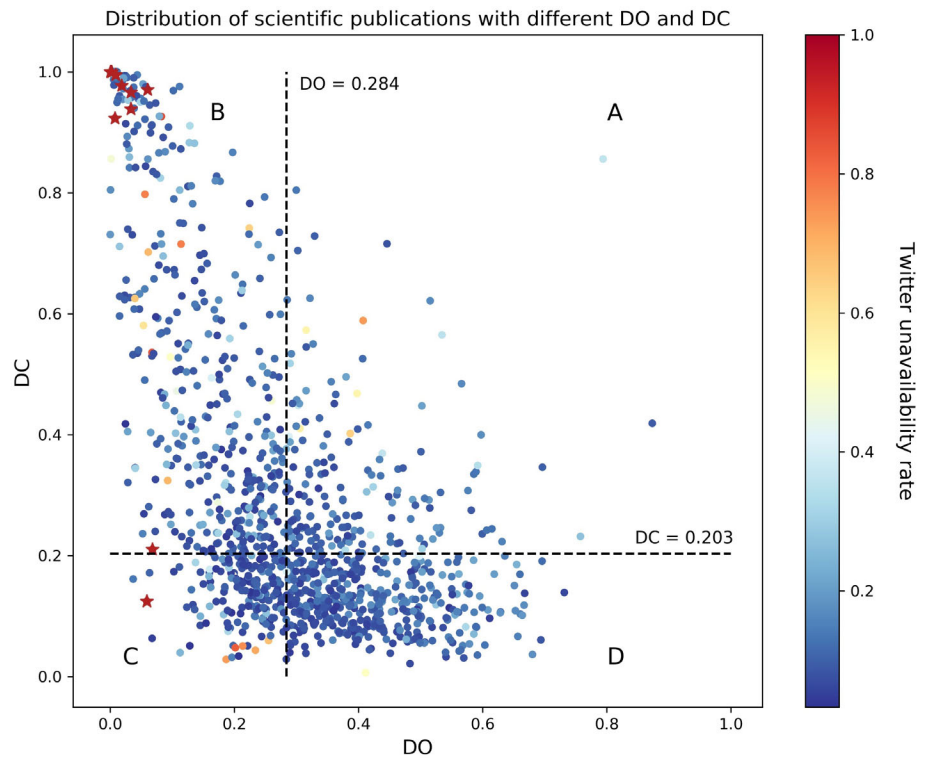 Distribution of scientific publications with different DO and DC
1.0
0.8
0.6
0.4
0.2
0.0
DC
DO = 0.284
B
A
DC = 0.203
C
D
0.0
0.2
0.4
0.6
0.8
1.0
DO
1.0
0.8
0.6
0.4
0.2
Twitter unavailability rate